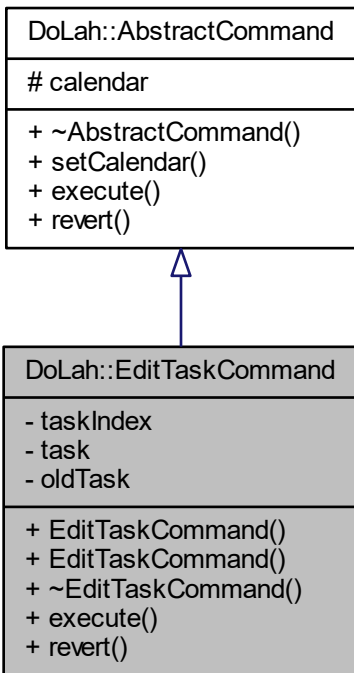 DoLah::AbstractCommand
# calendar
+ ~AbstractCommand()
+ setCalendar()
+ execute()
+ revert()
DoLah::EditTaskCommand
- taskIndex
- task
- oldTask
+ EditTaskCommand()
+ EditTaskCommand()
+ ~EditTaskCommand()
+ execute()
+ revert()